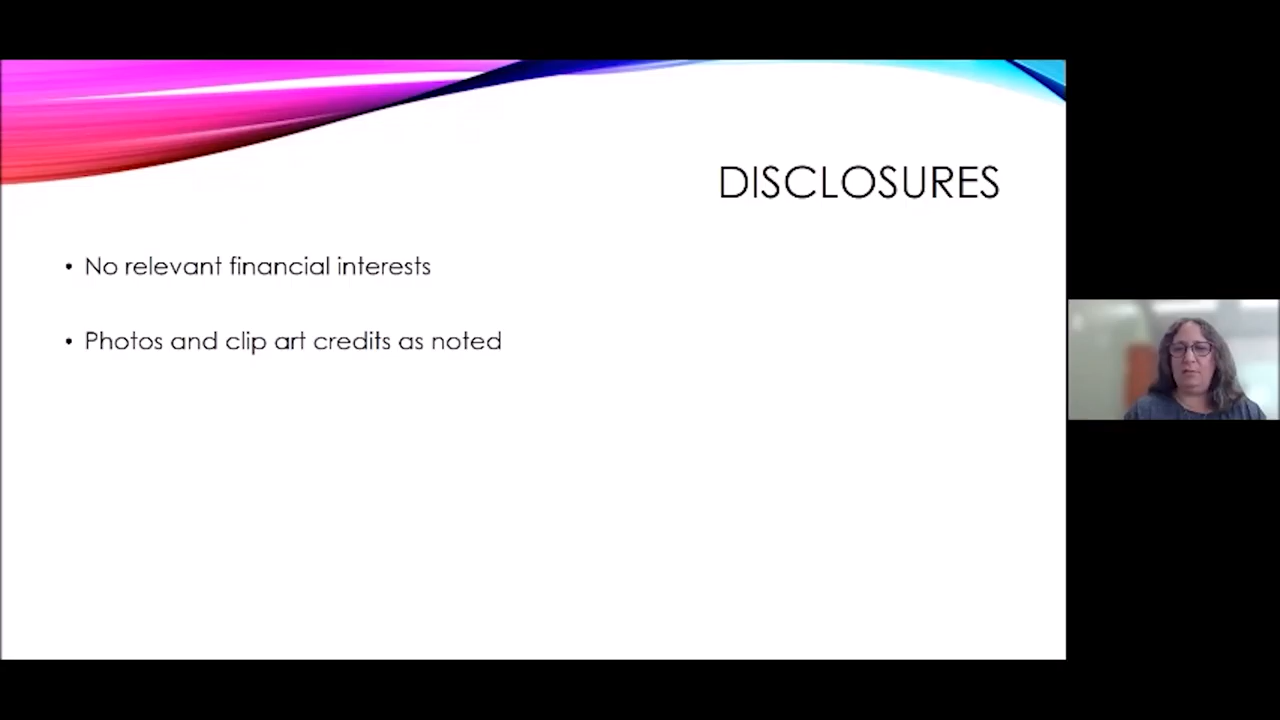 DISCLOSURES
• No relevant financial interests
• Photos and clip art credits as noted